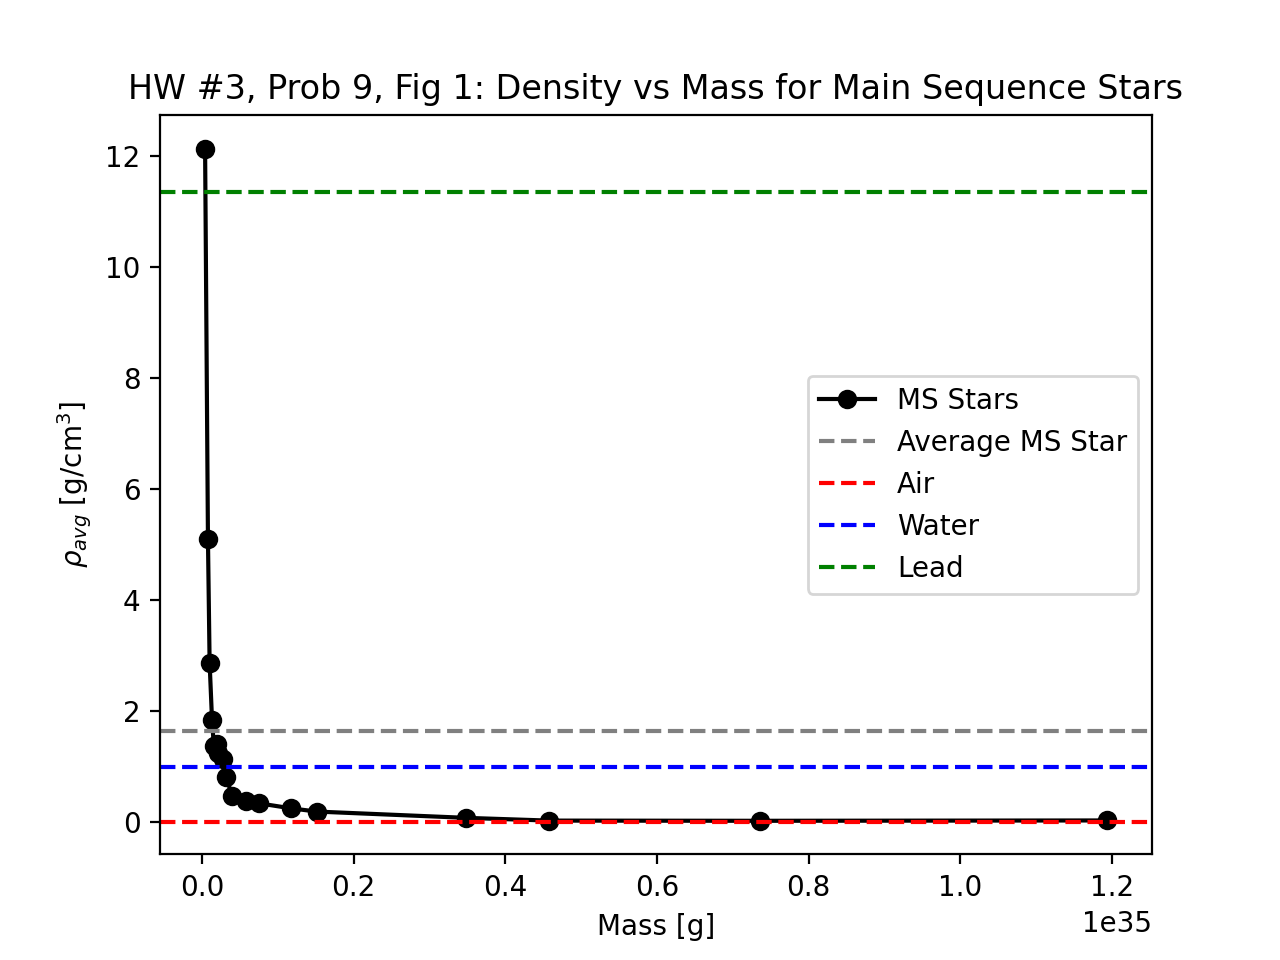 HW #3, Prob 9, Fig 1: Density vs Mass for Main Sequence Stars
12
10
8
6
4
2
0
ρavg [g/cm³]
MS Stars
Average MS Star
Air
Water
Lead
0.0 0.2 0.4 0.6 0.8 1.0 1.2
1e35
Mass [g]